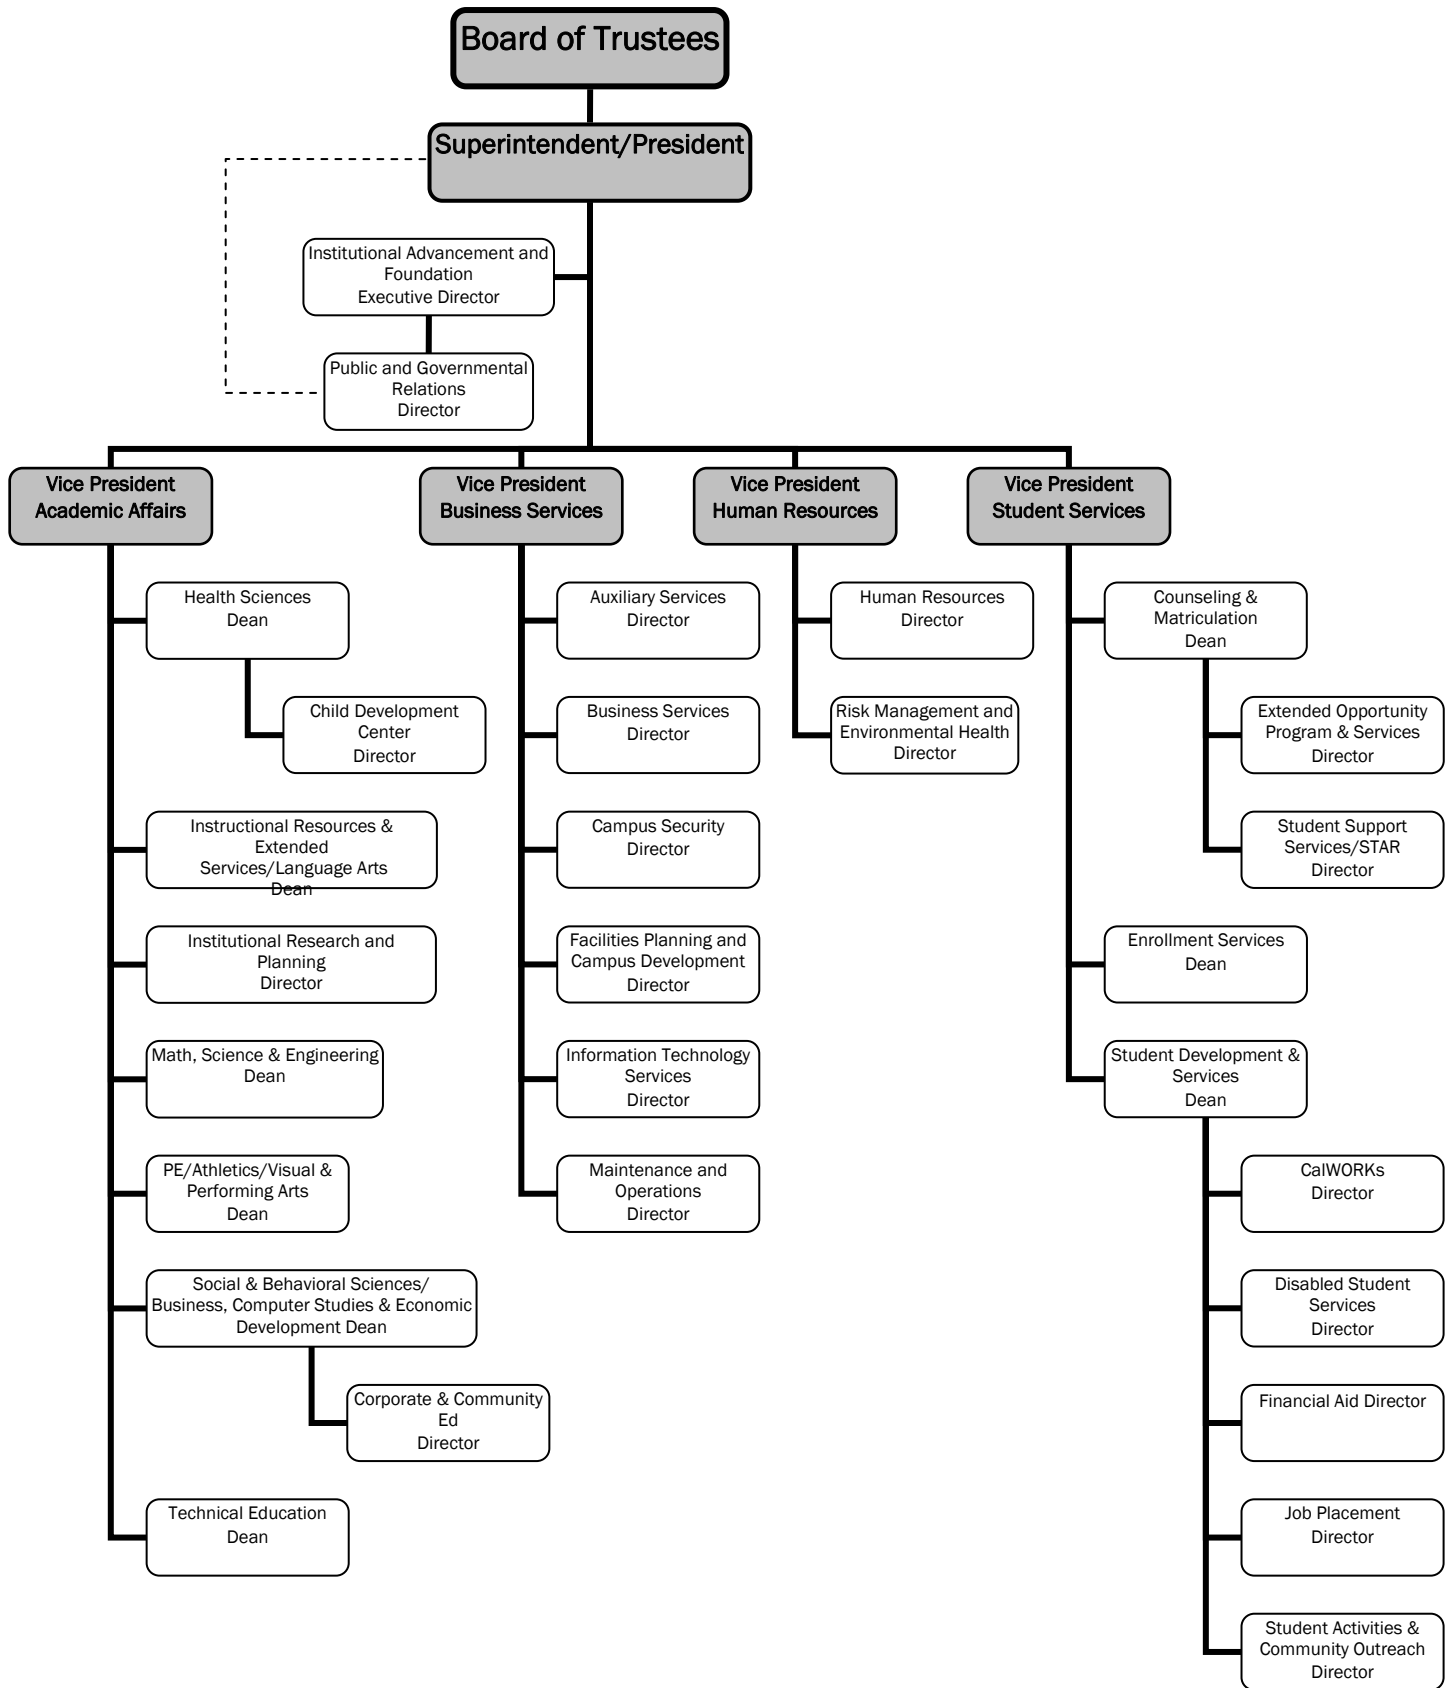 Board of Trustees
Superintendent/President
Institutional Advancement and
Foundation
Executive Director
Public and Governmental
Relations
Director
Vice President
Academic Affairs
Health Sciences
Dean
Child Development
Center
Director
Instructional Resources &
Extended
Services/Language Arts
Dean
Institutional Research and
Planning
Director
Math, Science & Engineering
Dean
PE/Athletics/Visual &
Performing Arts
Dean
Social & Behavioral Sciences/
Business, Computer Studies & Economic
Development Dean
Corporate & Community
Ed
Director
Technical Education
Dean
Vice President
Business Services
Auxiliary Services
Director
Business Services
Director
Campus Security
Director
Facilities Planning and
Campus Development
Director
Information Technology
Services
Director
Maintenance and
Operations
Director
Vice President
Human Resources
Human Resources
Director
Risk Management and
Environmental Health
Director
Vice President
Student Services
Counseling &
Matriculation
Dean
Extended Opportunity
Program & Services
Director
Student Support
Services/STAR
Director
Enrollment Services
Dean
Student Development &
Services
Dean
CalWORKs
Director
Disabled Student
Services
Director
Financial Aid Director
Job Placement
Director
Student Activities &
Community Outreach
Director